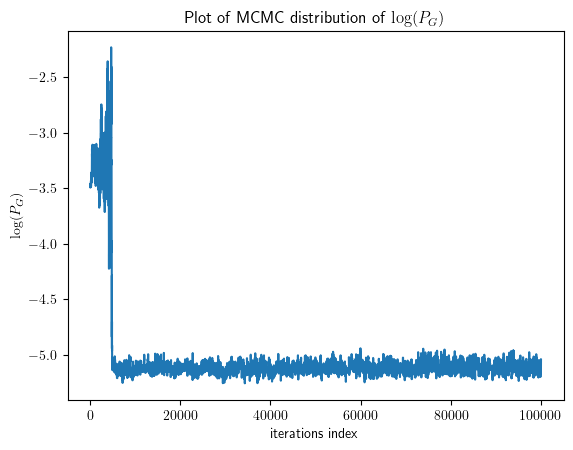 Plot of MCMC distribution of log(P_G)
log(P_G)
−2.5
−3.0
−3.5
−4.0
−4.5
−5.0
0 20000 40000 60000 80000 100000
iterations index